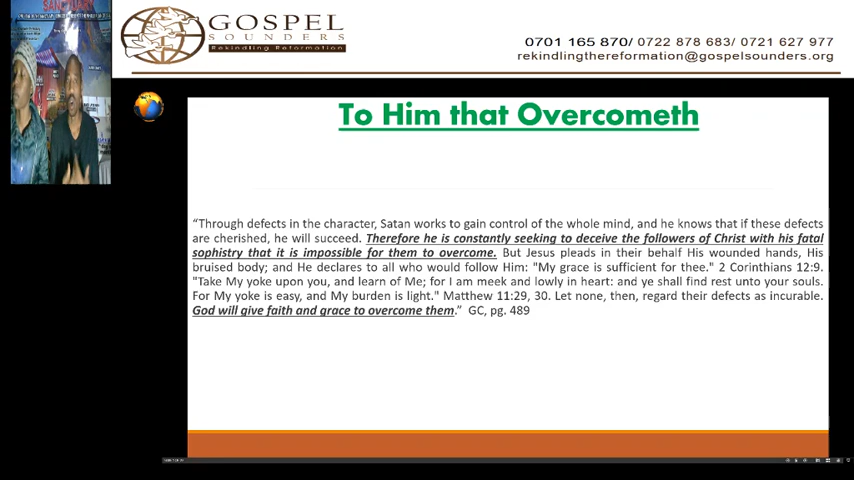 SANCTUARY
GOSPEL
SOUNDERS
Rekindling Reformation
0701 165 870/ 0722 878 683/ 0721 627 977
rekindlingthereformation@gospelsounders.org
To Him that Overcometh
“Through defects in the character, Satan works to gain control of the whole mind, and he knows that if these defects
are cherished, he will succeed. Therefore he is constantly seeking to deceive the followers of Christ with his fatal
sophistry that it is impossible for them to overcome. But Jesus pleads in their behalf His wounded hands, His
bruised body; and He declares to all who would follow Him: "My grace is sufficient for thee." 2 Corinthians 12:9.
"Take My yoke upon you, and learn of Me; for I am meek and lowly in heart: and ye shall find rest unto your souls.
For My yoke is easy, and My burden is light." Matthew 11:29, 30. Let none, then, regard their defects as incurable.
God will give faith and grace to overcome them.”  GC, pg. 489